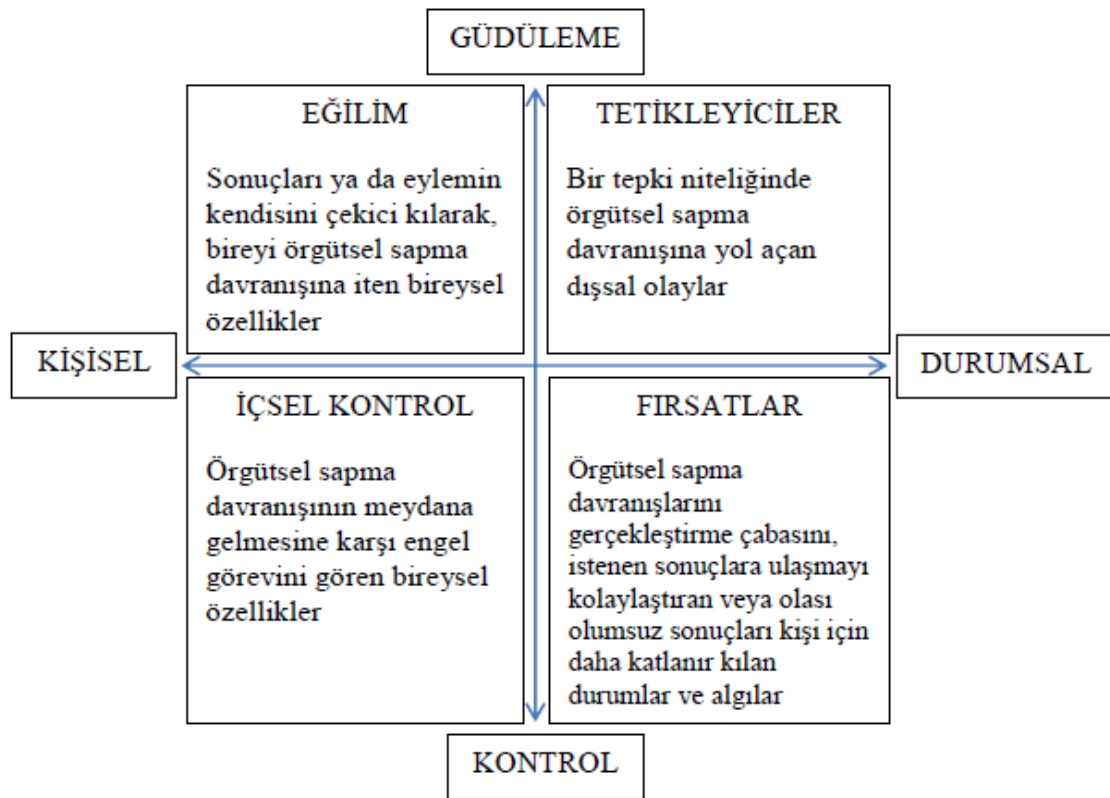 GÜDÜLEME
EĞİLİM
Sonuçları ya da eylemin
kendisini çekici kılarak,
bireyi örgütsel sapma
davranışına iten bireysel
özellikler
TETİKLEYİCİLER
Bir tepki niteliğinde
örgütsel sapma
davranışına yol açan
dışsal olaylar
KİŞİSEL
DURUMSAL
İÇSEL KONTROL
Örgütsel sapma
davranışının meydana
gelmesine karşı engel
görevini gören bireysel
özellikler
FIRSATLAR
Örgütsel sapma
davranışlarını
gerçekleştirme çabasını,
istenen sonuçlara ulaşmayı
kolaylaştıran veya olası
olumsuz sonuçları kişi için
daha katlanır kılan
durumlar ve algılar
KONTROL